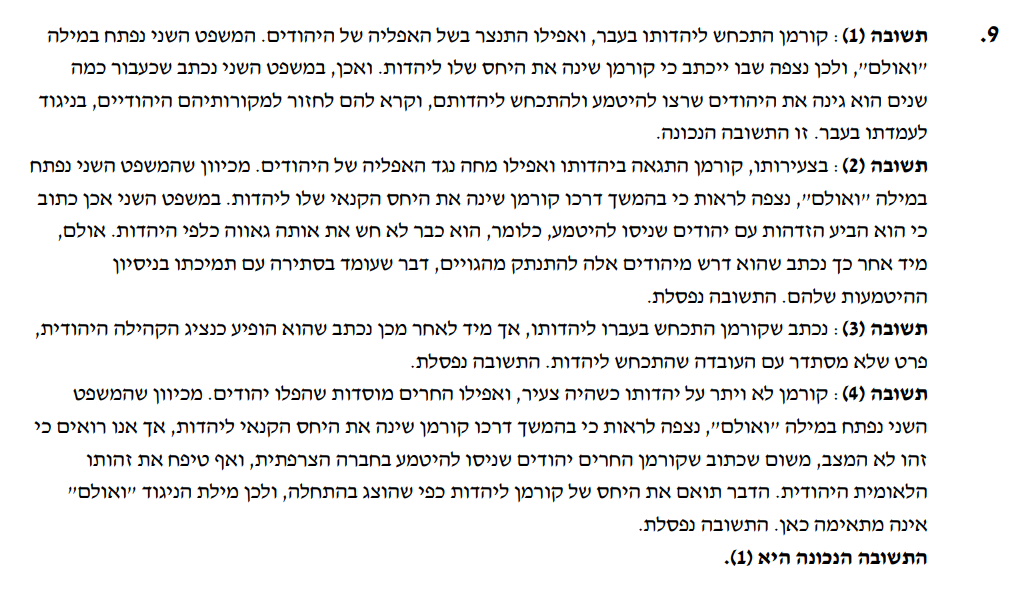 9. תשובה (1) : קורמן התכחש ליהדותו בעבר, ואפילו התנצר בשל האפליה של היהודים. המשפט השני נפתח במילה
"ואולם", ולכן נצפה שבו ייכתב כי קורמן שינה את היחס שלו ליהדות. ואכן, במשפט השני נכתב שכעבור כמה
שנים הוא גינה את היהודים שרצו להיטמע ולהתכחש ליהדותם, וקרא להם לחזור למקורותיהם היהודיים, בניגוד
לעמדתו בעבר. זו התשובה הנכונה.
תשובה (2) : בצעירותו, קורמן התגאה ביהדותו ואפילו מחה נגד האפליה של היהודים. מכיוון שהמשפט השני נפתח
במילה "ואולם", נצפה לראות כי בהמשך דרכו קורמן שינה את היחס הקנאי שלו ליהדות. במשפט השני אכן כתוב
כי הוא הביע הזדהות עם יהודים שניסו להיטמע, כלומר, הוא כבר לא חש את אותה גאווה כלפי היהדות. אולם,
מיד אחר כך נכתב שהוא דרש מיהודים אלה להתנתק מהגויים, דבר שעומד בסתירה עם תמיכתו בניסיון
ההיטמעות שלהם. התשובה נפסלת.
תשובה (3) : נכתב שקורמן התכחש בעברו ליהדותו, אך מיד לאחר מכן נכתב שהוא הופיע כנציג הקהילה היהודית,
פרט שלא מסתדר עם העובדה שהתכחש ליהדות. התשובה נפסלת.
תשובה (4) : קורמן לא ויתר על יהדותו כשהיה צעיר, ואפילו החרים מוסדות שהפלו יהודים. מכיוון שהמשפט
השני נפתח במילה "ואולם", נצפה לראות כי בהמשך דרכו קורמן שינה את היחס הקנאי שלו ליהדות, אך אנו רואים כי
זהו לא המצב, משום שכתוב שקורמן החרים יהודים שניסו להיטמע בחברה הצרפתית, ואף טיפח את זהותו
הלאומית היהודית. הדבר תואם את היחס של קורמן ליהדות כפי שהוצג בהתחלה, ולכן מילת הניגוד "ואולם"
אינה מתאימה כאן. התשובה נפסלת.
התשובה הנכונה היא (1).